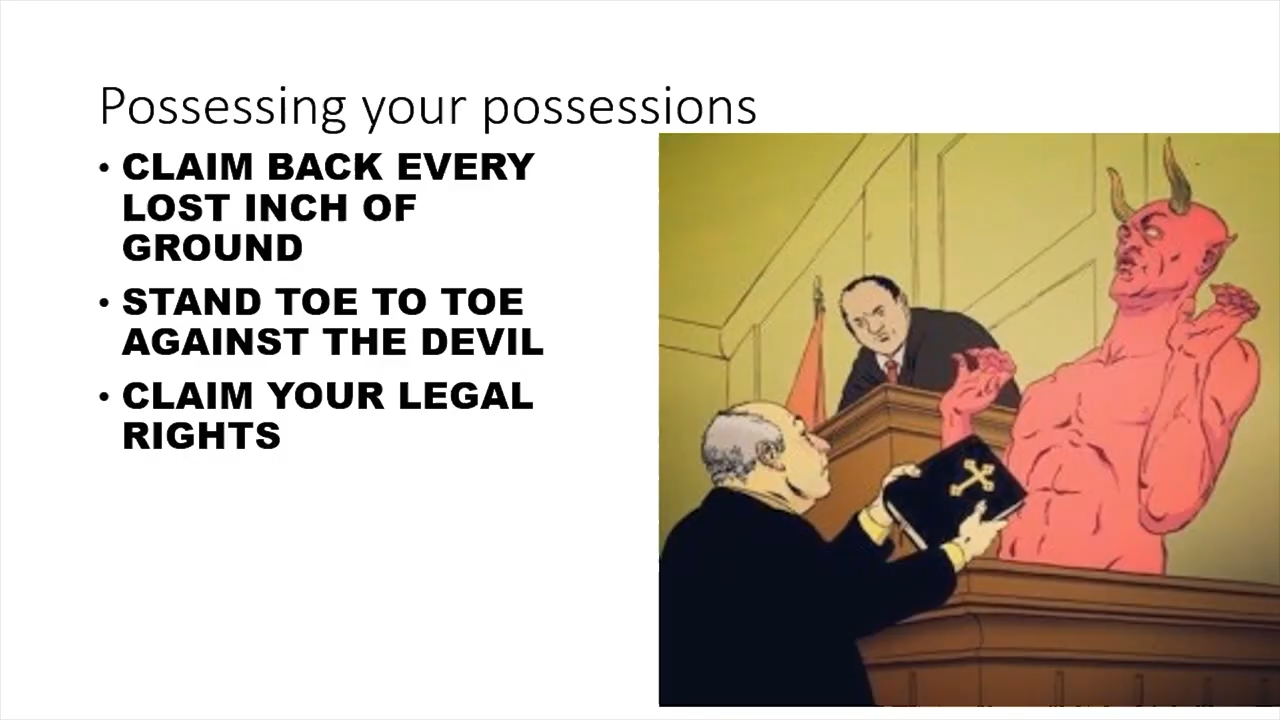 Possessing your possessions
• CLAIM BACK EVERY
LOST INCH OF
GROUND
• STAND TOE TO TOE
AGAINST THE DEVIL
• CLAIM YOUR LEGAL
RIGHTS